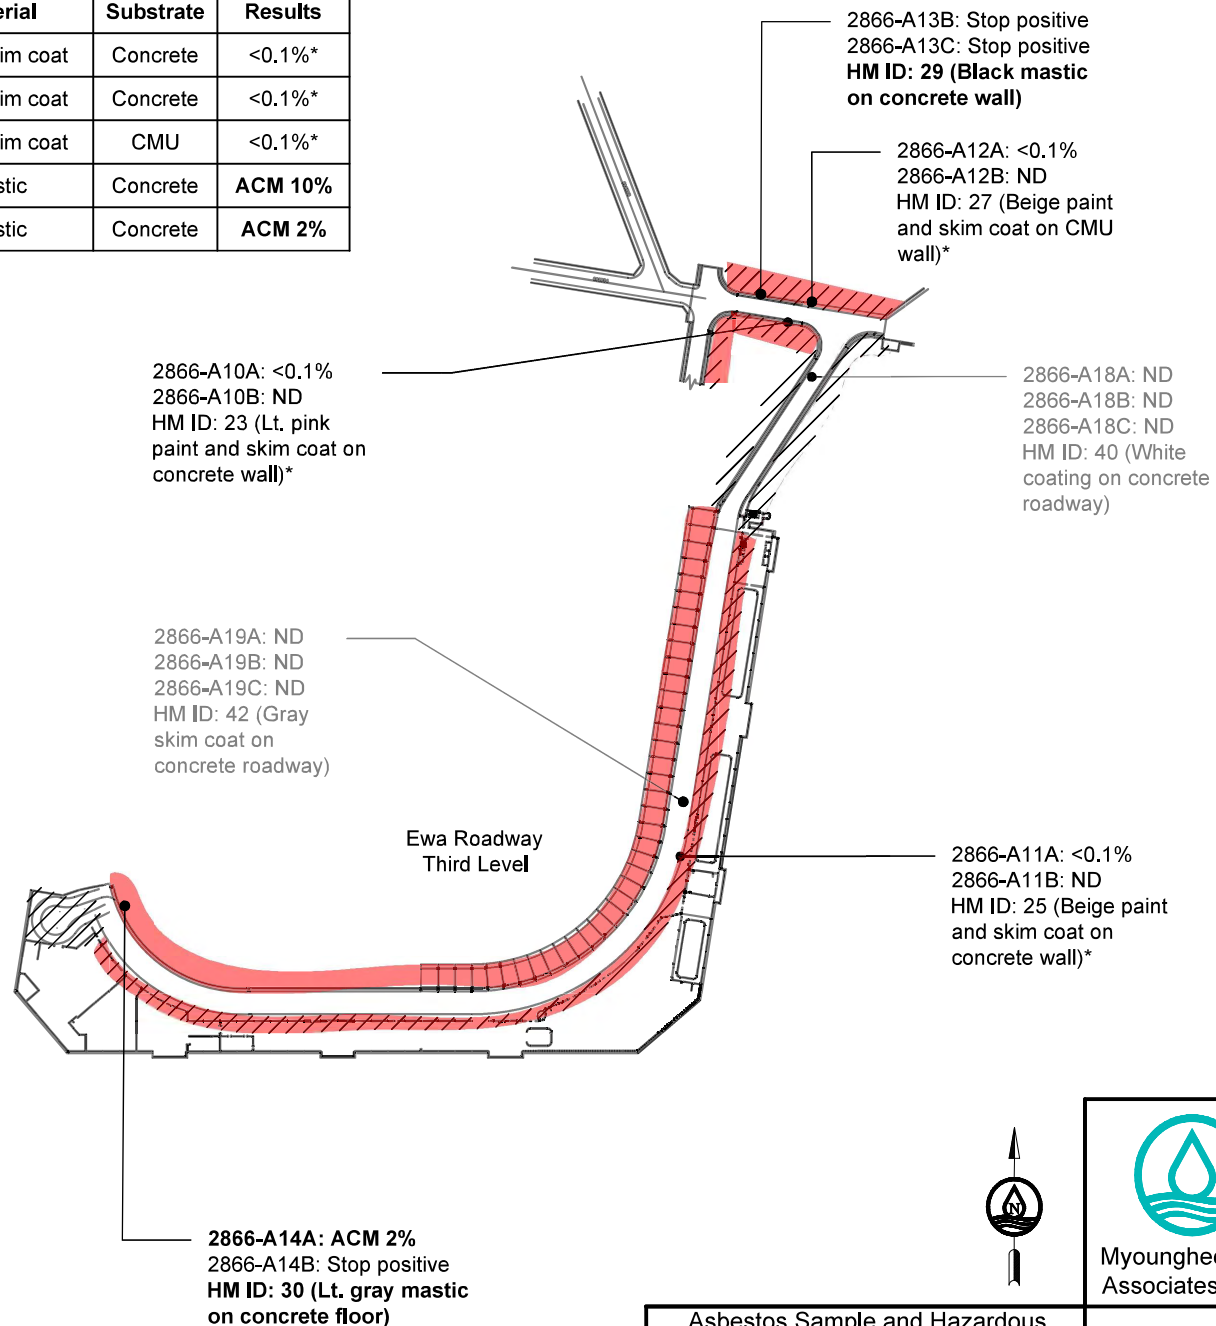 erial Substrate Results
im coat Concrete <0.1%*
im coat Concrete <0.1%*
im coat CMU <0.1%*
stic Concrete ACM 10%
stic Concrete ACM 2%
2866-A13B: Stop positive
2866-A13C: Stop positive
HM ID: 29 (Black mastic
on concrete wall)
2866-A12A: <0.1%
2866-A12B: ND
HM ID: 27 (Beige paint
and skim coat on CMU
wall)*
2866-A10A: <0.1%
2866-A10B: ND
HM ID: 23 (Lt. pink
paint and skim coat on
concrete wall)*
2866-A18A: ND
2866-A18B: ND
2866-A18C: ND
HM ID: 40 (White
coating on concrete
roadway)
2866-A19A: ND
2866-A19B: ND
2866-A19C: ND
HM ID: 42 (Gray
skim coat on
concrete roadway)
Ewa Roadway
Third Level
2866-A11A: <0.1%
2866-A11B: ND
HM ID: 25 (Beige paint
and skim coat on
concrete wall)*
2866-A14A: ACM 2%
2866-A14B: Stop positive
HM ID: 30 (Lt. gray mastic
on concrete floor)
N
Myounghe
Associates
Asbestos Sample and Hazardous